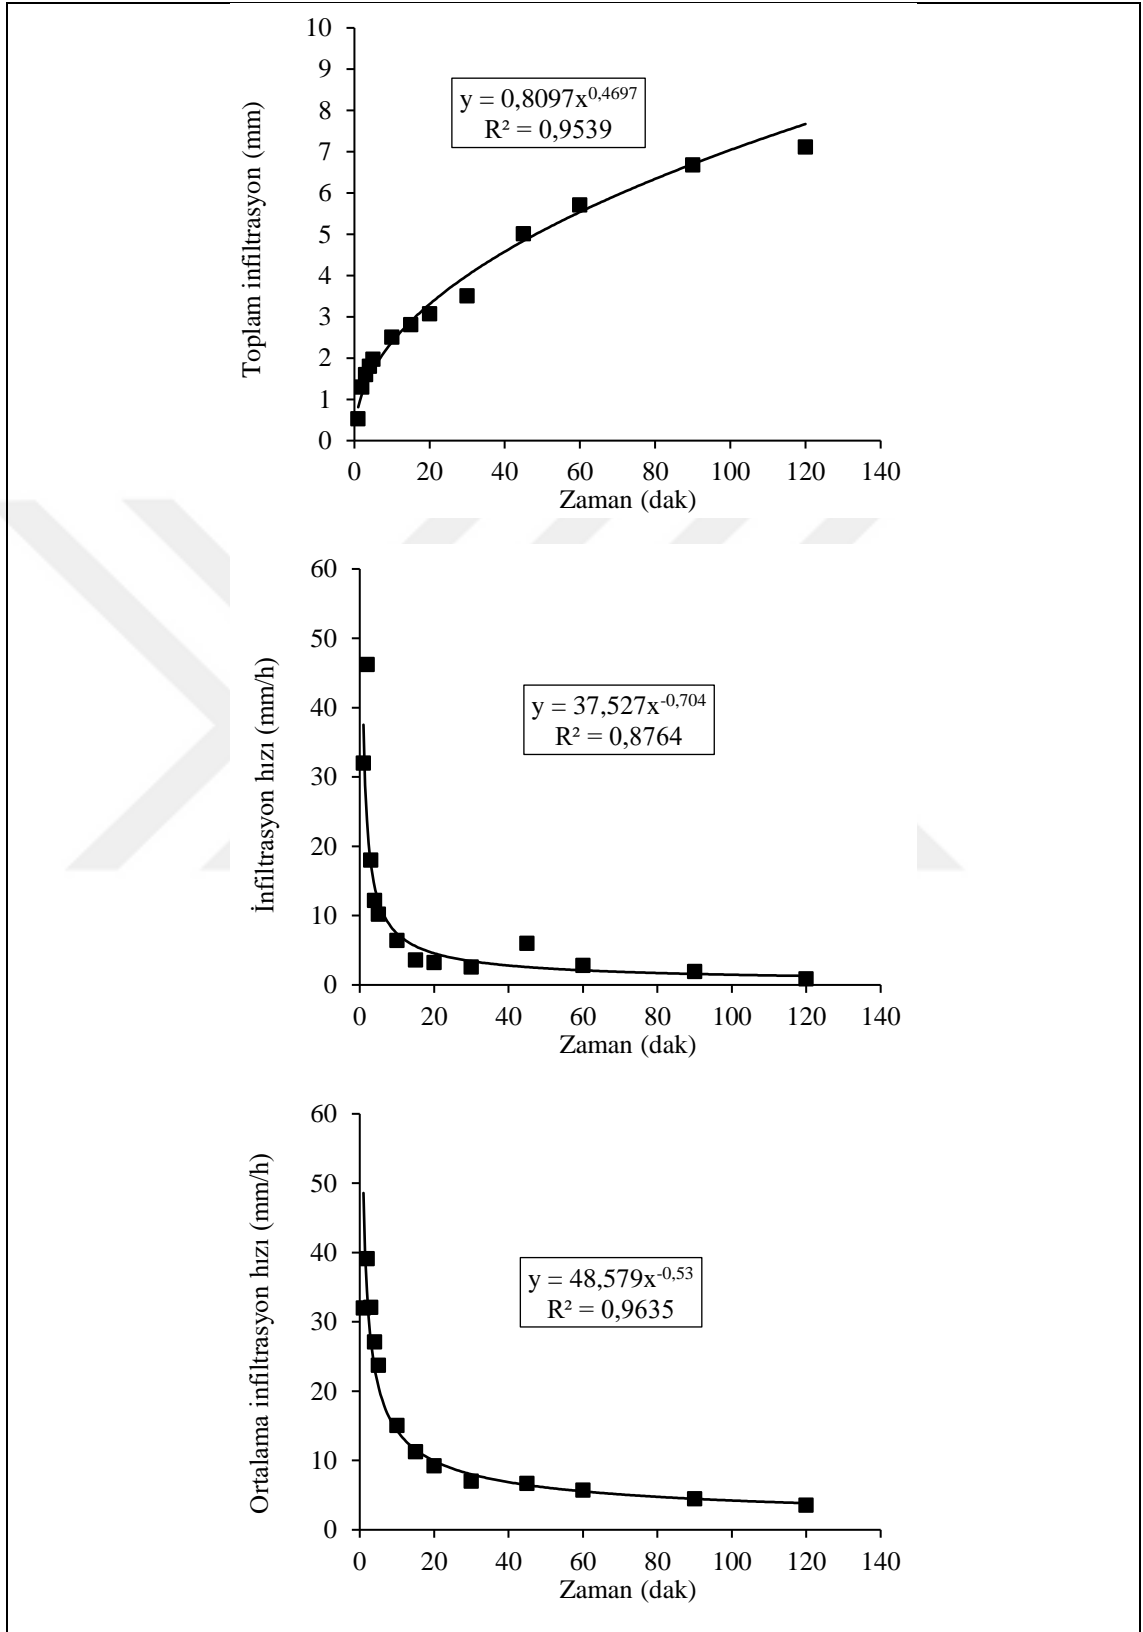 10
9
8
7
6
5
4
3
2
1
0
Toplam infiltrasyon (mm)
y = 0,8097x^0,4697
R² = 0,9539
0 20 40 60 80 100 120 140
Zaman (dak)
60
50
40
30
20
10
0
İnfiltrasyon hızı (mm/h)
y = 37,527x^-0,704
R² = 0,8764
0 20 40 60 80 100 120 140
Zaman (dak)
60
50
40
30
20
10
0
Ortalama infiltrasyon hızı (mm/h)
y = 48,579x^-0,53
R² = 0,9635
0 20 40 60 80 100 120 140
Zaman (dak)